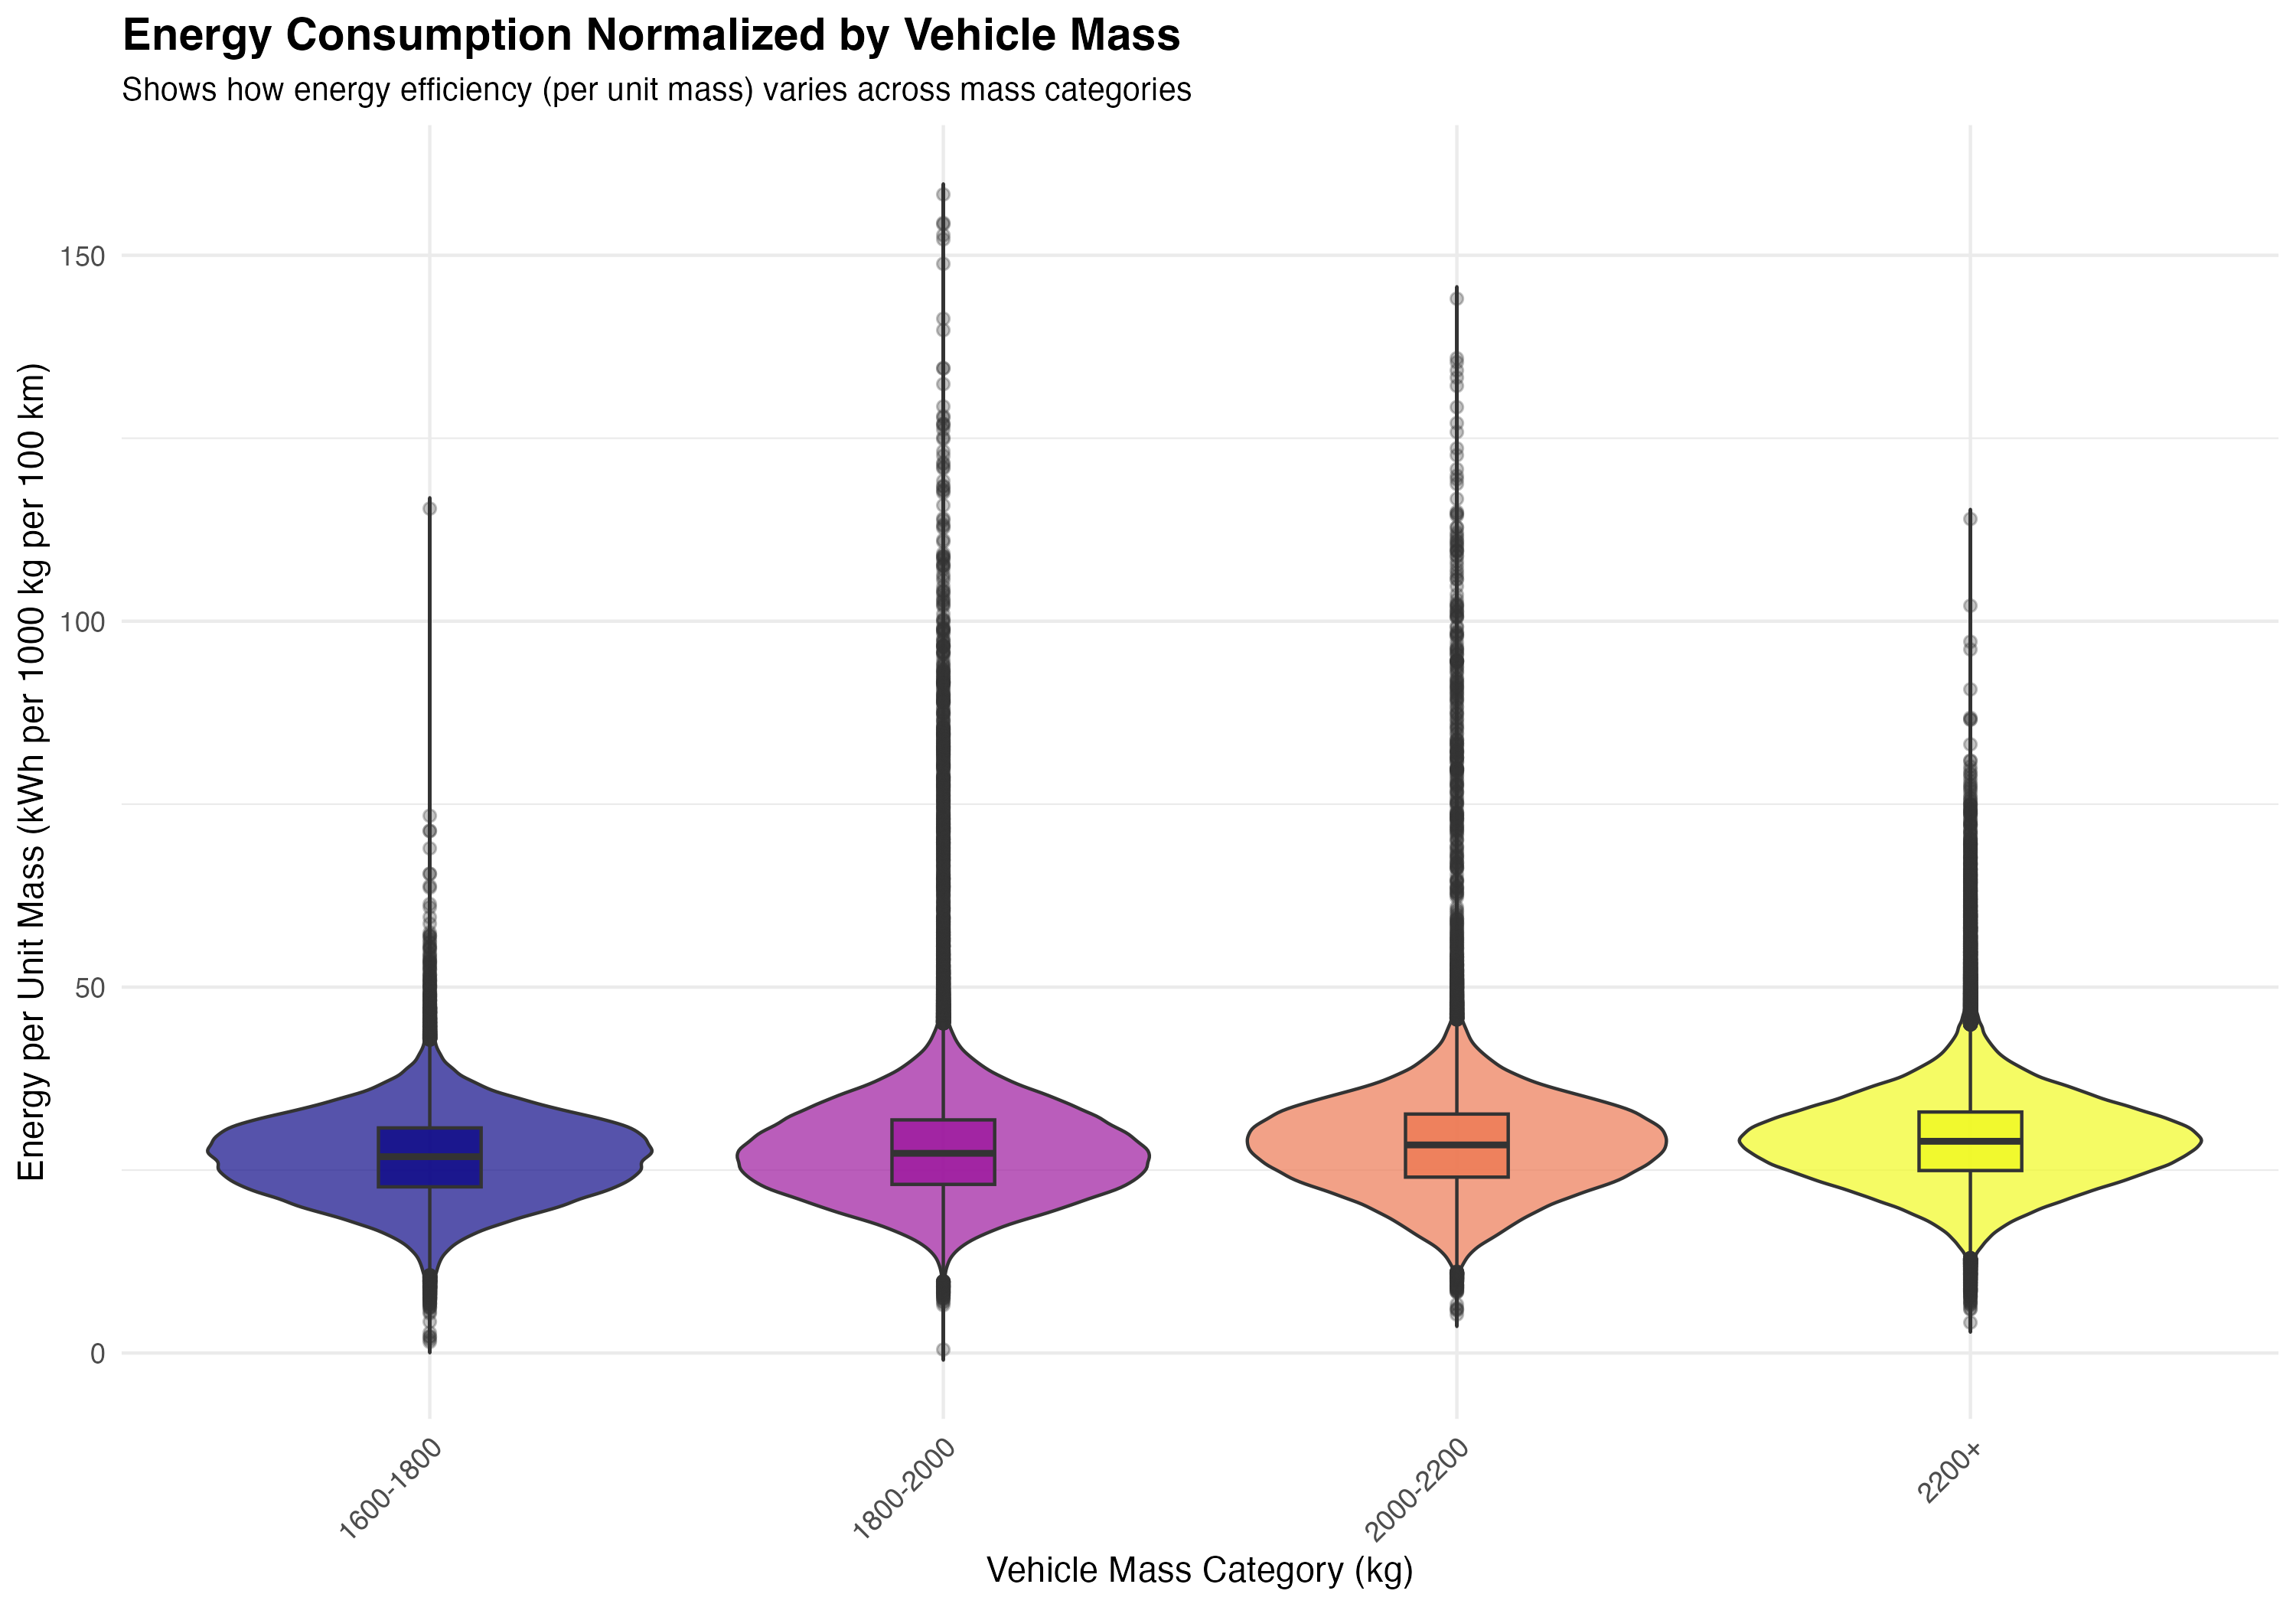 Energy Consumption Normalized by Vehicle Mass
Shows how energy efficiency (per unit mass) varies across mass categories
Energy per Unit Mass (kWh per 1000 kg per 100 km)
150
100
50
0
1600-1800
1800-2000
2000-2200
2200+
Vehicle Mass Category (kg)